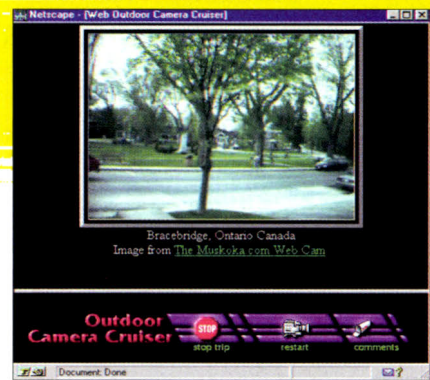 Netscape - [Web Outdoor Camera Cruiser]
Bracebridge, Ontario Canada
Image from The Muskoka.com Web Cam
Outdoor
Camera Cruiser
STOP
stop trip
restart
comments
Document: Done
?